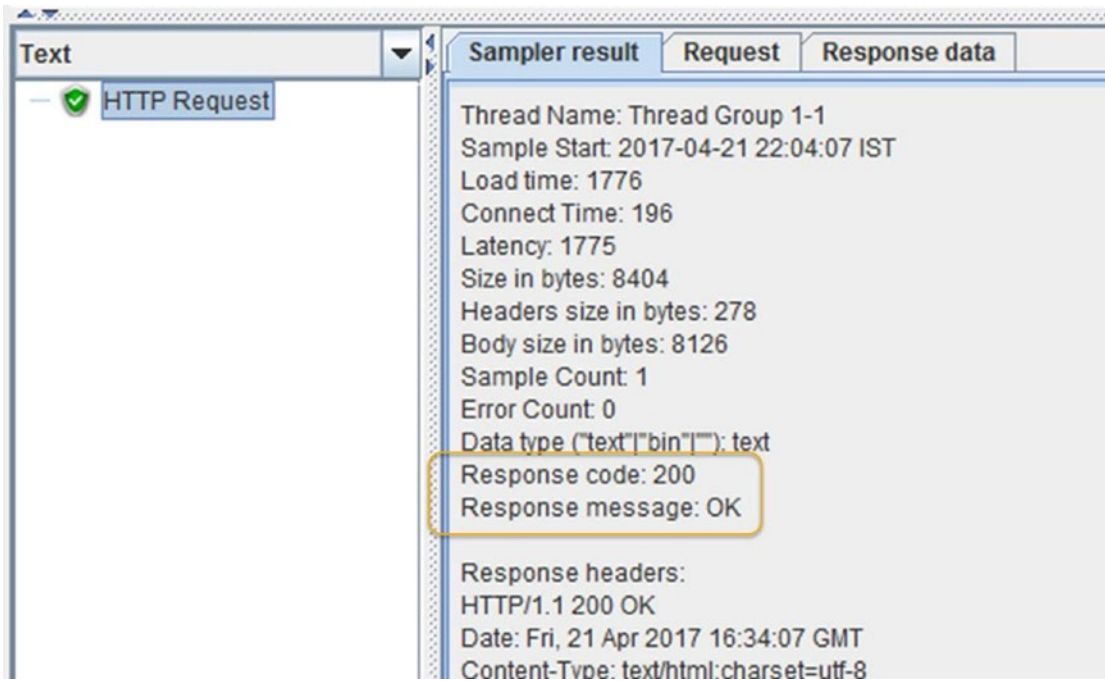 Text
HTTP Request
Sampler result
Request
Response data
Thread Name: Thread Group 1-1
Sample Start: 2017-04-21 22:04:07 IST
Load time: 1776
Connect Time: 196
Latency: 1775
Size in bytes: 8404
Headers size in bytes: 278
Body size in bytes: 8126
Sample Count: 1
Error Count: 0
Data type ("text"|"bin"|""): text
Response code: 200
Response message: OK
Response headers:
HTTP/1.1 200 OK
Date: Fri, 21 Apr 2017 16:34:07 GMT
Content-Type: text/html;charset=utf-8